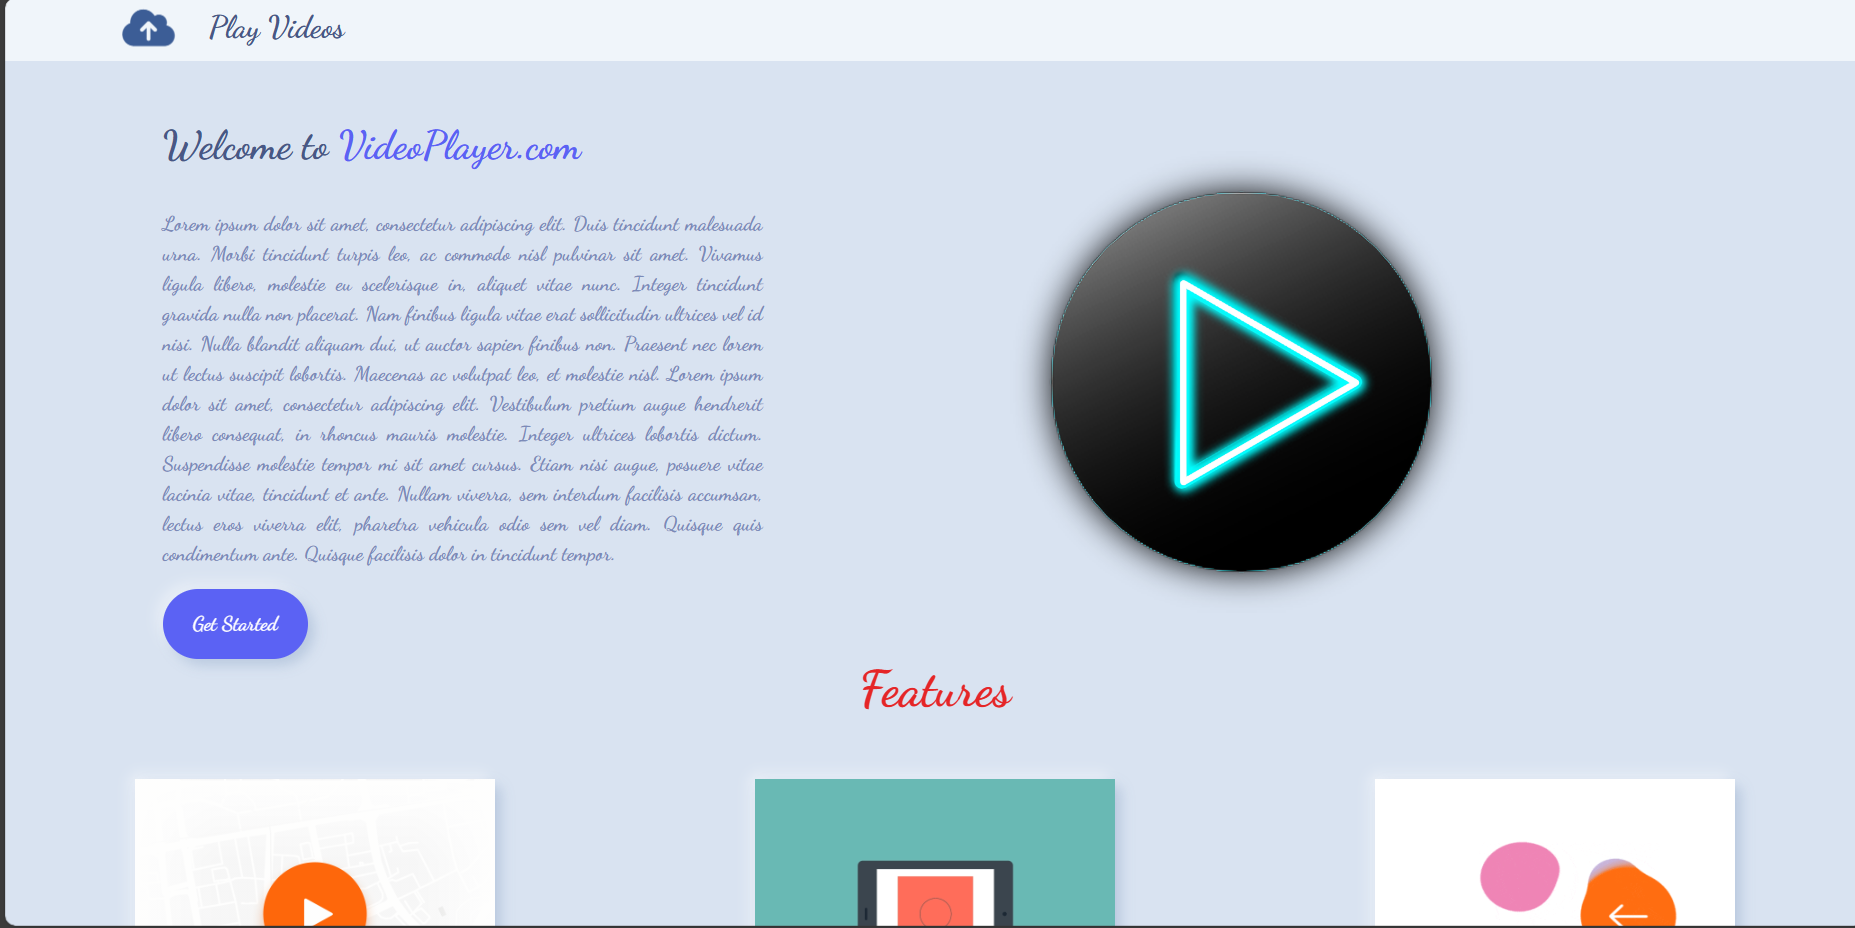 Play Videos
Welcome to VideoPlayer.com
Lorem ipsum dolor sit amet, consectetur adipiscing elit. Duis tincidunt malesuada
urna. Morbi tincidunt turpis leo, ac commodo nisl pulvinar sit amet. Vivamus
ligula libero, molestie eu scelerisque in, aliquet vitae nunc. Integer tincidunt
gravida nulla non placerat. Nam finibus ligula vitae erat sollicitudin ultrices vel id
nisi. Nulla blandit aliquam dui, ut auctor sapien finibus non. Praesent nec lorem
ut lectus suscipit lobortis. Maecenas ac volutpat leo, et molestie nisl. Lorem ipsum
dolor sit amet, consectetur adipiscing elit. Vestibulum pretium augue hendrerit
libero consequat, in rhoncus mauris molestie. Integer ultrices lobortis dictum.
Suspendisse molestie tempor mi sit amet cursus. Etiam nisi augue, posuere vitae
lacinia vitae, tincidunt et ante. Nullam viverra, sem interdum facilisis accumsan,
lectus eros viverra elit, pharetra vehicula odio sem vel diam. Quisque quis
condimentum ante. Quisque facilisis dolor in tincidunt tempor.
Get Started
Features